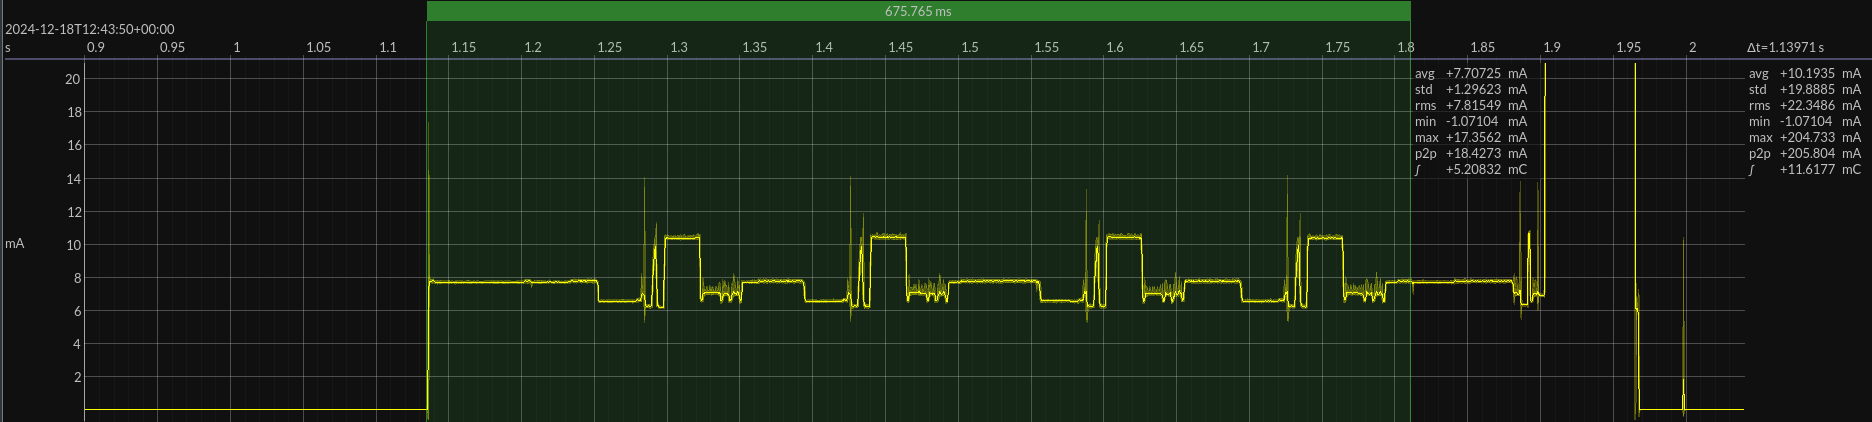 675.765 ms
2024-12-18T12:43:50+00:00
s 0.9 0.95 1 1.05 1.1 1.15 1.2 1.25 1.3 1.35 1.4 1.45 1.5 1.55 1.6 1.65 1.7 1.75 1.8 1.85 1.9 1.95 2 Δt=1.13971 s
20
18
16
14
12
10
8
6
4
2
mA
avg +7.70725 mA
std +1.29623 mA
rms +7.81549 mA
min -1.07104 mA
max +17.3562 mA
p2p +18.4273 mA
∫ +5.20832 mC
avg +10.1935 mA
std +19.8885 mA
rms +22.3486 mA
min -1.07104 mA
max +204.733 mA
p2p +205.804 mA
∫ +11.6177 mC